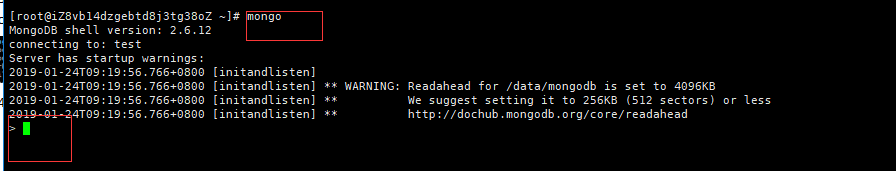 [root@iZ8vb14dzgebtd8j3tg38oZ ~]# mongo
MongoDB shell version: 2.6.12
connecting to: test
Server has startup warnings:
2019-01-24T09:19:56.766+0800 [initandlisten]
2019-01-24T09:19:56.766+0800 [initandlisten] ** WARNING: Readahead for /data/mongodb is set to 4096KB
2019-01-24T09:19:56.766+0800 [initandlisten] **          We suggest setting it to 256KB (512 sectors) or less
2019-01-24T09:19:56.766+0800 [initandlisten] **          http://dochub.mongodb.org/core/readahead
>